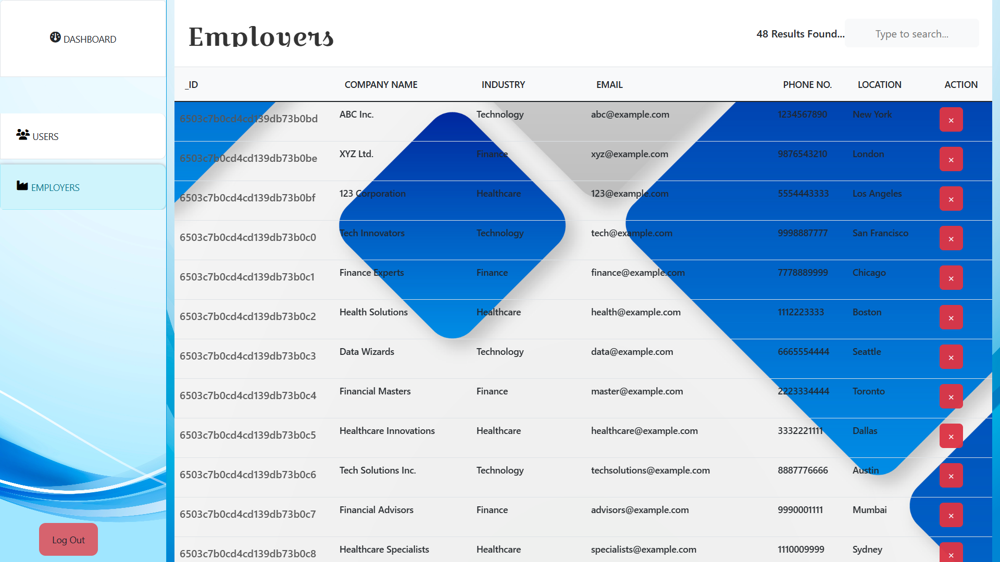 DASHBOARD
USERS
EMPLOYERS
Log Out
Employers
48 Results Found... Type to search...
_ID COMPANY NAME INDUSTRY EMAIL PHONE NO. LOCATION ACTION
6503c7b0cd4cd139db73b0bd ABC Inc. Technology abc@example.com 1234567890 New York ×
6503c7b0cd4cd139db73b0be XYZ Ltd. Finance xyz@example.com 9876543210 London ×
6503c7b0cd4cd139db73b0bf 123 Corporation Healthcare 123@example.com 5554443333 Los Angeles ×
6503c7b0cd4cd139db73b0c0 Tech Innovators Technology tech@example.com 9998887777 San Francisco ×
6503c7b0cd4cd139db73b0c1 Finance Experts Finance finance@example.com 7778889999 Chicago ×
6503c7b0cd4cd139db73b0c2 Health Solutions Healthcare health@example.com 1112223333 Boston ×
6503c7b0cd4cd139db73b0c3 Data Wizards Technology data@example.com 6665554444 Seattle ×
6503c7b0cd4cd139db73b0c4 Financial Masters Finance master@example.com 2223334444 Toronto ×
6503c7b0cd4cd139db73b0c5 Healthcare Innovations Healthcare healthcare@example.com 3332221111 Dallas ×
6503c7b0cd4cd139db73b0c6 Tech Solutions Inc. Technology techsolutions@example.com 8887776666 Austin ×
6503c7b0cd4cd139db73b0c7 Financial Advisors Finance advisors@example.com 9990001111 Mumbai ×
6503c7b0cd4cd139db73b0c8 Healthcare Specialists Healthcare specialists@example.com 1110009999 Sydney ×